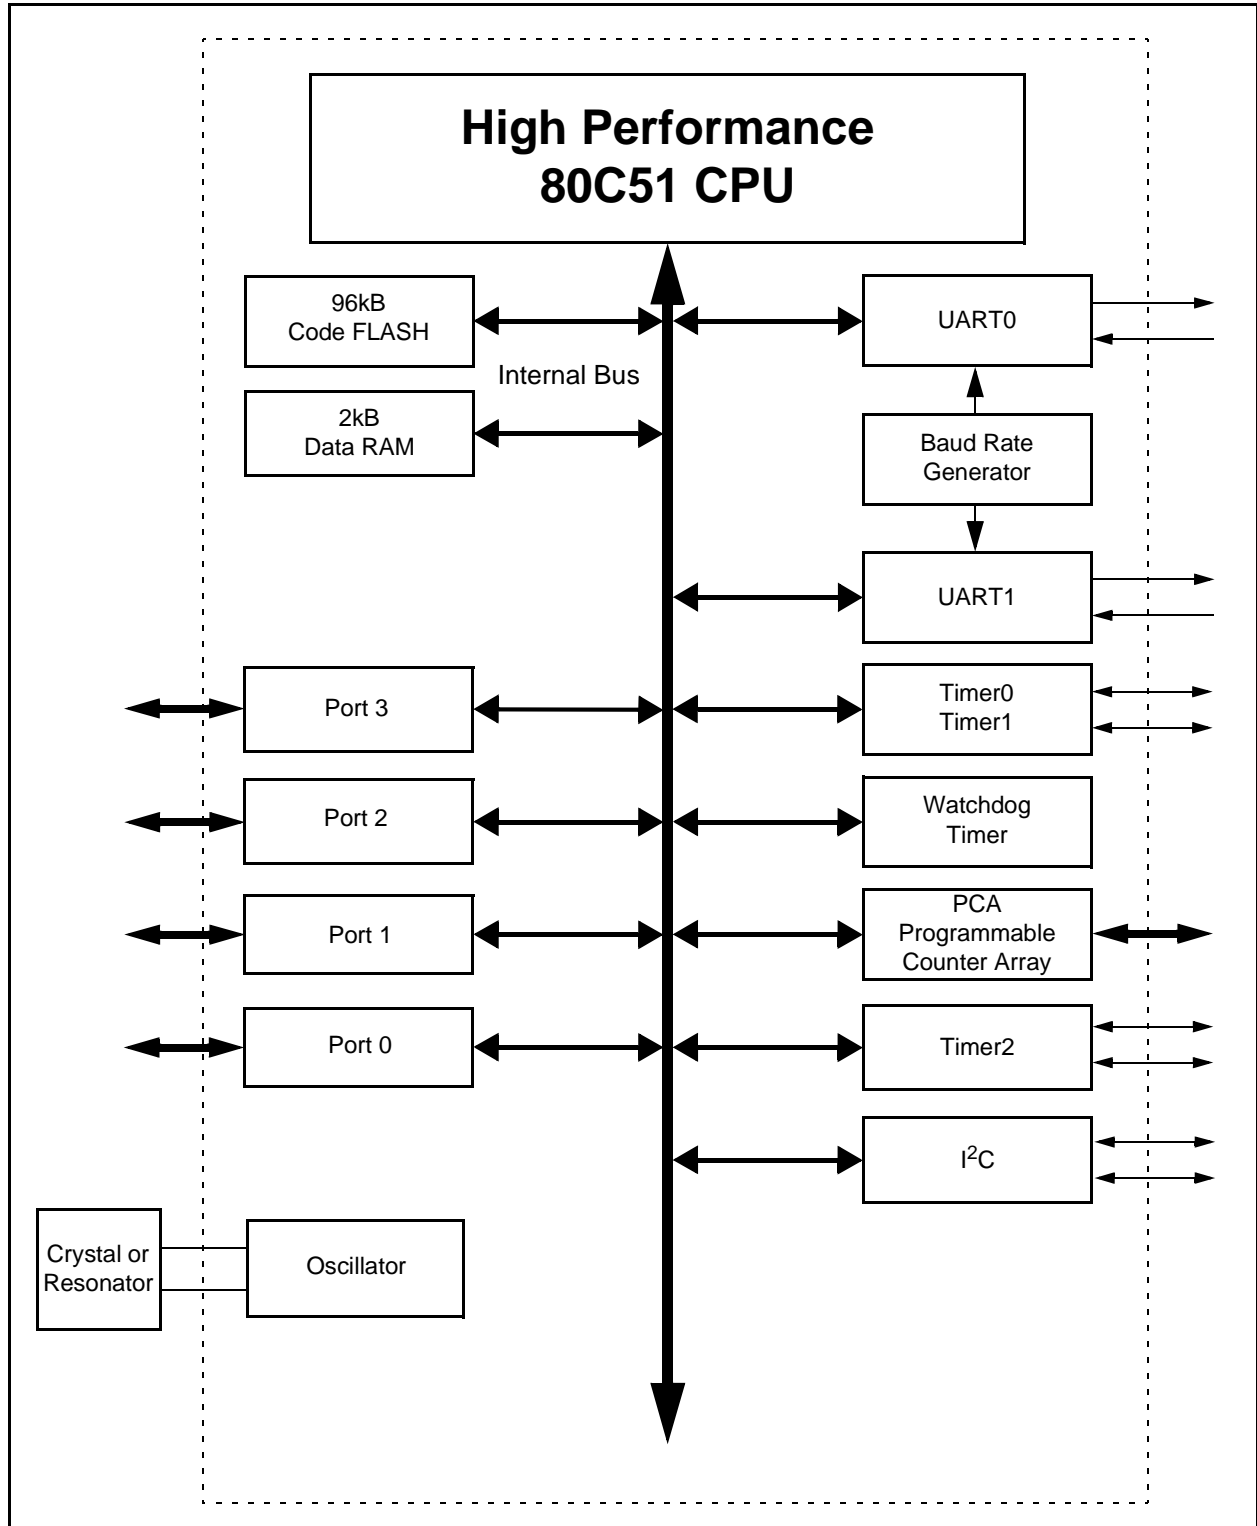 High Performance
80C51 CPU
96kB
Code FLASH
UART0
Internal Bus
2kB
Data RAM
Baud Rate
Generator
UART1
Port 3
Timer0
Timer1
Port 2
Watchdog
Timer
Port 1
PCA
Programmable
Counter Array
Port 0
Timer2
I²C
Crystal or
Resonator
Oscillator